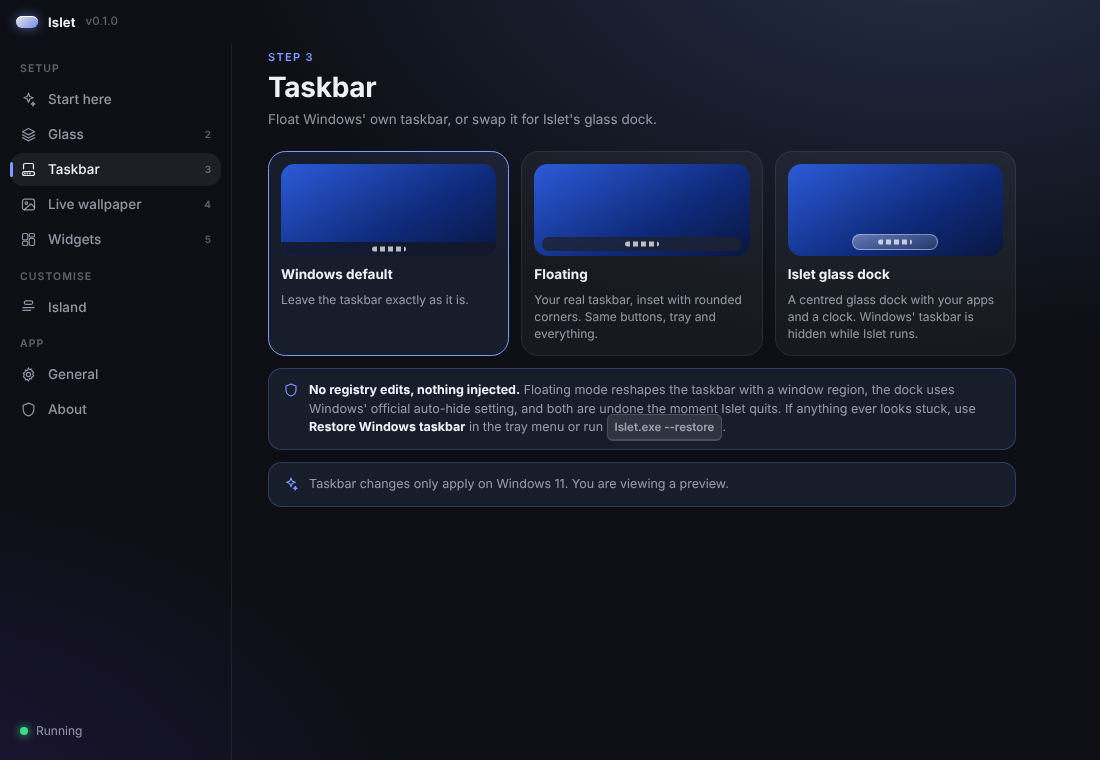 Islet v0.1.0
SETUP
Start here
Glass 2
Taskbar 3
Live wallpaper 4
Widgets 5
CUSTOMISE
Island
APP
General
About
Running
STEP 3
Taskbar
Float Windows' own taskbar, or swap it for Islet's glass dock.
Windows default
Leave the taskbar exactly as it is.
Floating
Your real taskbar, inset with rounded
corners. Same buttons, tray and
everything.
Islet glass dock
A centred glass dock with your apps
and a clock. Windows' taskbar is
hidden while Islet runs.
No registry edits, nothing injected. Floating mode reshapes the taskbar with a window region, the dock uses
Windows' official auto-hide setting, and both are undone the moment Islet quits. If anything ever looks stuck, use
Restore Windows taskbar in the tray menu or run Islet.exe --restore.
Taskbar changes only apply on Windows 11. You are viewing a preview.